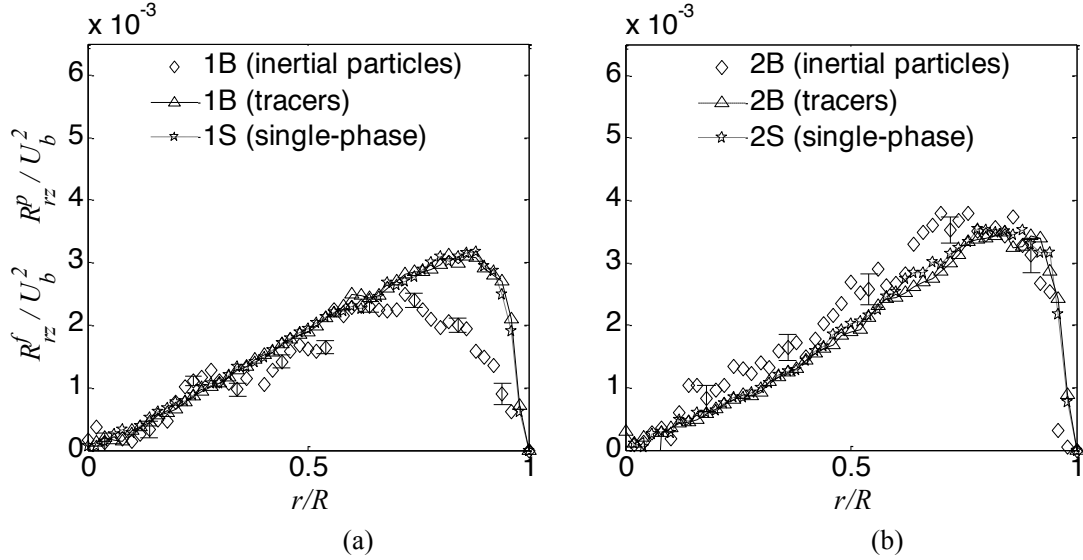 x 10⁻³
6
5
4
3
2
1
0
R^f_rz / U²_b    R^p_rz / U²_b
1B (inertial particles)
1B (tracers)
1S (single-phase)
0 0.5 1
r/R
(a)
x 10⁻³
6
5
4
3
2
1
0
2B (inertial particles)
2B (tracers)
2S (single-phase)
0 0.5 1
r/R
(b)